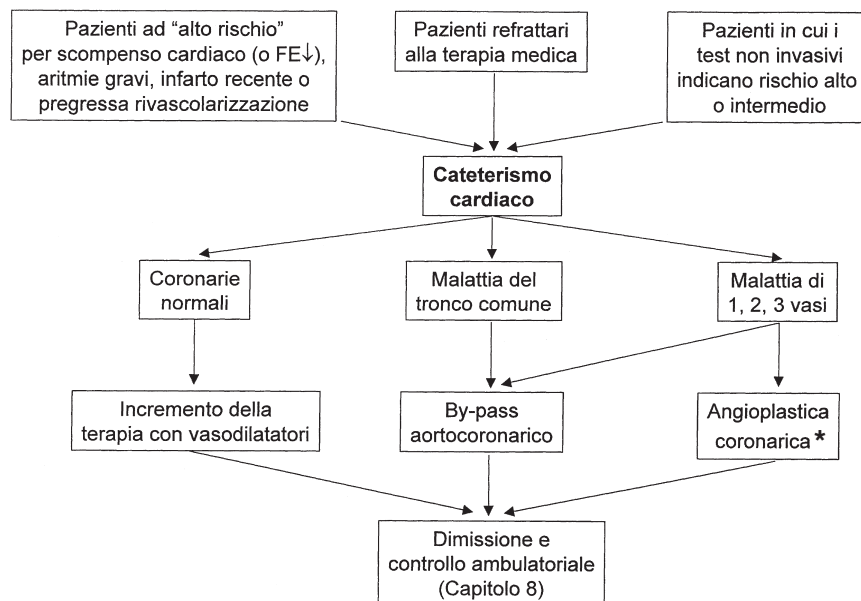 Pazienti ad “alto rischio”
per scompenso cardiaco (o FE↓),
aritmie gravi, infarto recente o
pregressa rivascolarizzazione
Pazienti refrattari
alla terapia medica
Pazienti in cui i
test non invasivi
indicano rischio alto
o intermedio
Cateterismo
cardiaco
Coronarie
normali
Malattia del
tronco comune
Malattia di
1, 2, 3 vasi
Incremento della
terapia con vasodilatatori
By-pass
aortocoronarico
Angioplastica
coronarica*
Dimissione e
controllo ambulatoriale
(Capitolo 8)